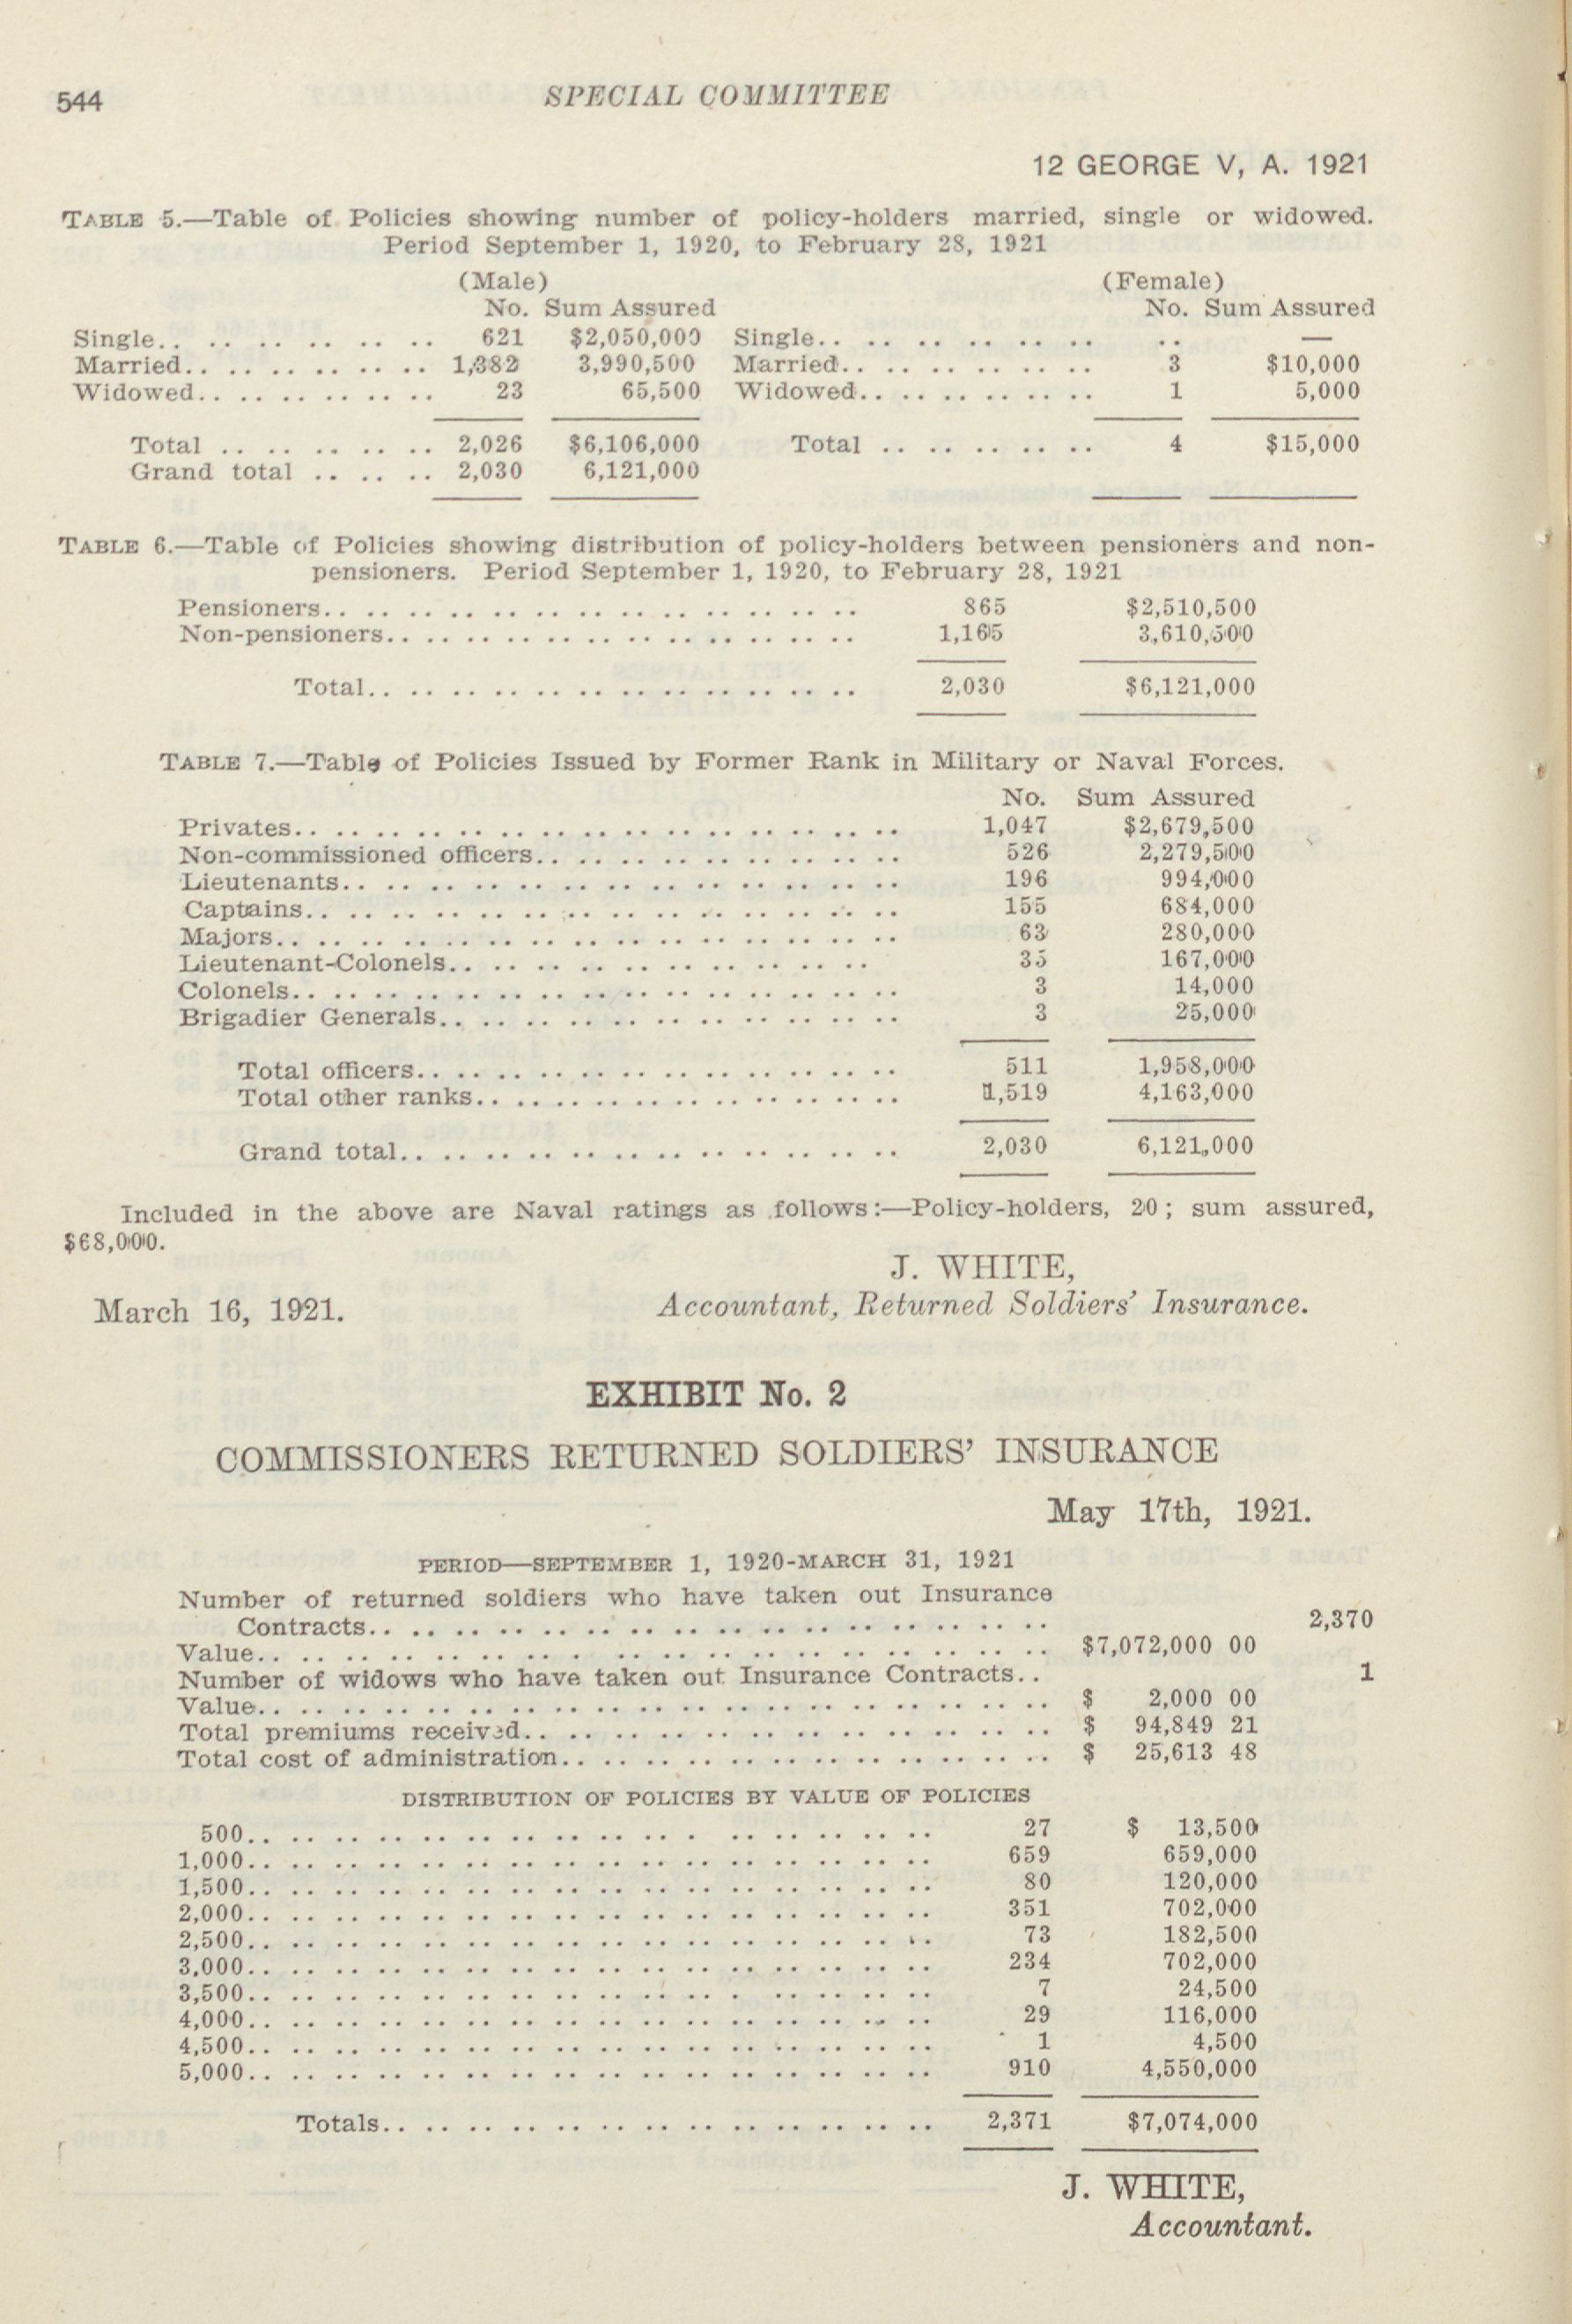 544
SPECIAL COMMITTEE
12 GEORGE V, A. 1921
TABLE 5.—Table of Policies showing number of policy-holders married, single or widowed.
Period September 1, 1920, to February 28, 1921
(Male) (Female)
No. Sum Assured No. Sum Assured
Single.. .. .. .. .. .. .. 621 $2,050,000 Single.. .. .. .. .. .. .. .. —
Married.. .. .. .. .. .. 1,382 3,990,500 Married.. .. .. .. .. .. .. 3 $10,000
Widowed.. .. .. .. .. .. 23 65,500 Widowed.. .. .. .. .. .. 1 5,000
Total .. .. .. .. .. .. 2,026 $6,106,000 Total .. .. .. .. .. .. 4 $15,000
Grand total .. .. .. 2,030 6,121,000
TABLE 6.—Table of Policies showing distribution of policy-holders between pensioners and non-
pensioners. Period September 1, 1920, to February 28, 1921
Pensioners.. .. .. .. .. .. .. .. .. .. .. .. .. 865 $2,510,500
Non-pensioners.. .. .. .. .. .. .. .. .. .. .. 1,165 3,610,500
Total.. .. .. .. .. .. .. .. .. .. .. .. 2,030 $6,121,000
TABLE 7.—Table of Policies Issued by Former Rank in Military or Naval Forces.
No. Sum Assured
Privates.. .. .. .. .. .. .. .. .. .. .. .. .. .. .. 1,047 $2,679,500
Non-commissioned officers.. .. .. .. .. .. .. .. .. 526 2,279,500
Lieutenants.. .. .. .. .. .. .. .. .. .. .. .. .. .. 196 994,000
Captains.. .. .. .. .. .. .. .. .. .. .. .. .. .. .. 155 684,000
Majors.. .. .. .. .. .. .. .. .. .. .. .. .. .. .. 63 280,000
Lieutenant-Colonels.. .. .. .. .. .. .. .. .. .. 35 167,000
Colonels.. .. .. .. .. .. .. .. .. .. .. .. .. .. .. 3 14,000
Brigadier Generals.. .. .. .. .. .. .. .. .. .. .. 3 25,000
Total officers.. .. .. .. .. .. .. .. .. .. .. .. 511 1,958,000
Total other ranks.. .. .. .. .. .. .. .. .. .. 1,519 4,163,000
Grand total.. .. .. .. .. .. .. .. .. .. .. .. 2,030 6,121,000
Included in the above are Naval ratings as follows:—Policy-holders, 20; sum assured,
$68,000.
J. WHITE,
March 16, 1921. Accountant, Returned Soldiers' Insurance.
EXHIBIT No. 2
COMMISSIONERS RETURNED SOLDIERS' INSURANCE
May 17th, 1921.
PERIOD—SEPTEMBER 1, 1920-MARCH 31, 1921
Number of returned soldiers who have taken out Insurance
Contracts.. .. .. .. .. .. .. .. .. .. .. .. .. .. .. .. 2,370
Value.. .. .. .. .. .. .. .. .. .. .. .. .. .. .. .. .. .. $7,072,000 00
Number of widows who have taken out Insurance Contracts.. 1
Value.. .. .. .. .. .. .. .. .. .. .. .. .. .. .. .. .. .. $ 2,000 00
Total premiums received.. .. .. .. .. .. .. .. .. .. .. .. $ 94,849 21
Total cost of administration.. .. .. .. .. .. .. .. .. .. .. $ 25,613 48
DISTRIBUTION OF POLICIES BY VALUE OF POLICIES
500.. .. .. .. .. .. .. .. .. .. . .. .. .. .. .. 27 $ 13,500
1,000.. .. .. .. .. .. .. .. .. .. .. .. .. .. .. .. 659 659,000
1,500.. .. .. .. .. .. .. .. .. .. .. .. .. .. .. .. 80 120,000
2,000.. .. .. .. .. .. .. .. .. .. .. .. .. .. .. .. 351 702,000
2,500.. .. .. .. .. .. .. .. .. .. .. .. .. .. .. .. 73 182,500
3,000.. .. .. .. .. .. .. .. .. .. .. .. .. .. .. .. 234 702,000
3,500.. .. .. .. .. .. .. .. .. .. .. . .. .. .. .. 7 24,500
4,000.. .. .. .. .. .. .. .. .. .. .. .. .. .. .. .. 29 116,000
4,500.. .. .. .. .. .. .. .. .. .. .. .. .. .. .. .. 1 4,500
5,000.. .. .. .. .. .. .. .. .. .. .. .. .. .. .. .. 910 4,550,000
Totals.. .. .. .. .. .. .. .. .. .. .. .. .. 2,371 $7,074,000
J. WHITE,
Accountant.